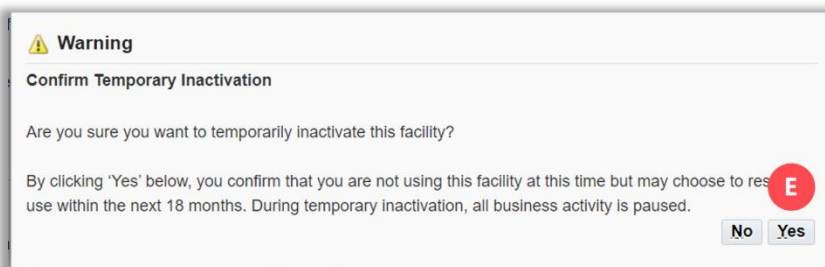 Warning
Confirm Temporary Inactivation
Are you sure you want to temporarily inactivate this facility?
By clicking ‘Yes’ below, you confirm that you are not using this facility at this time but may choose to res
E
use within the next 18 months. During temporary inactivation, all business activity is paused.
No Yes